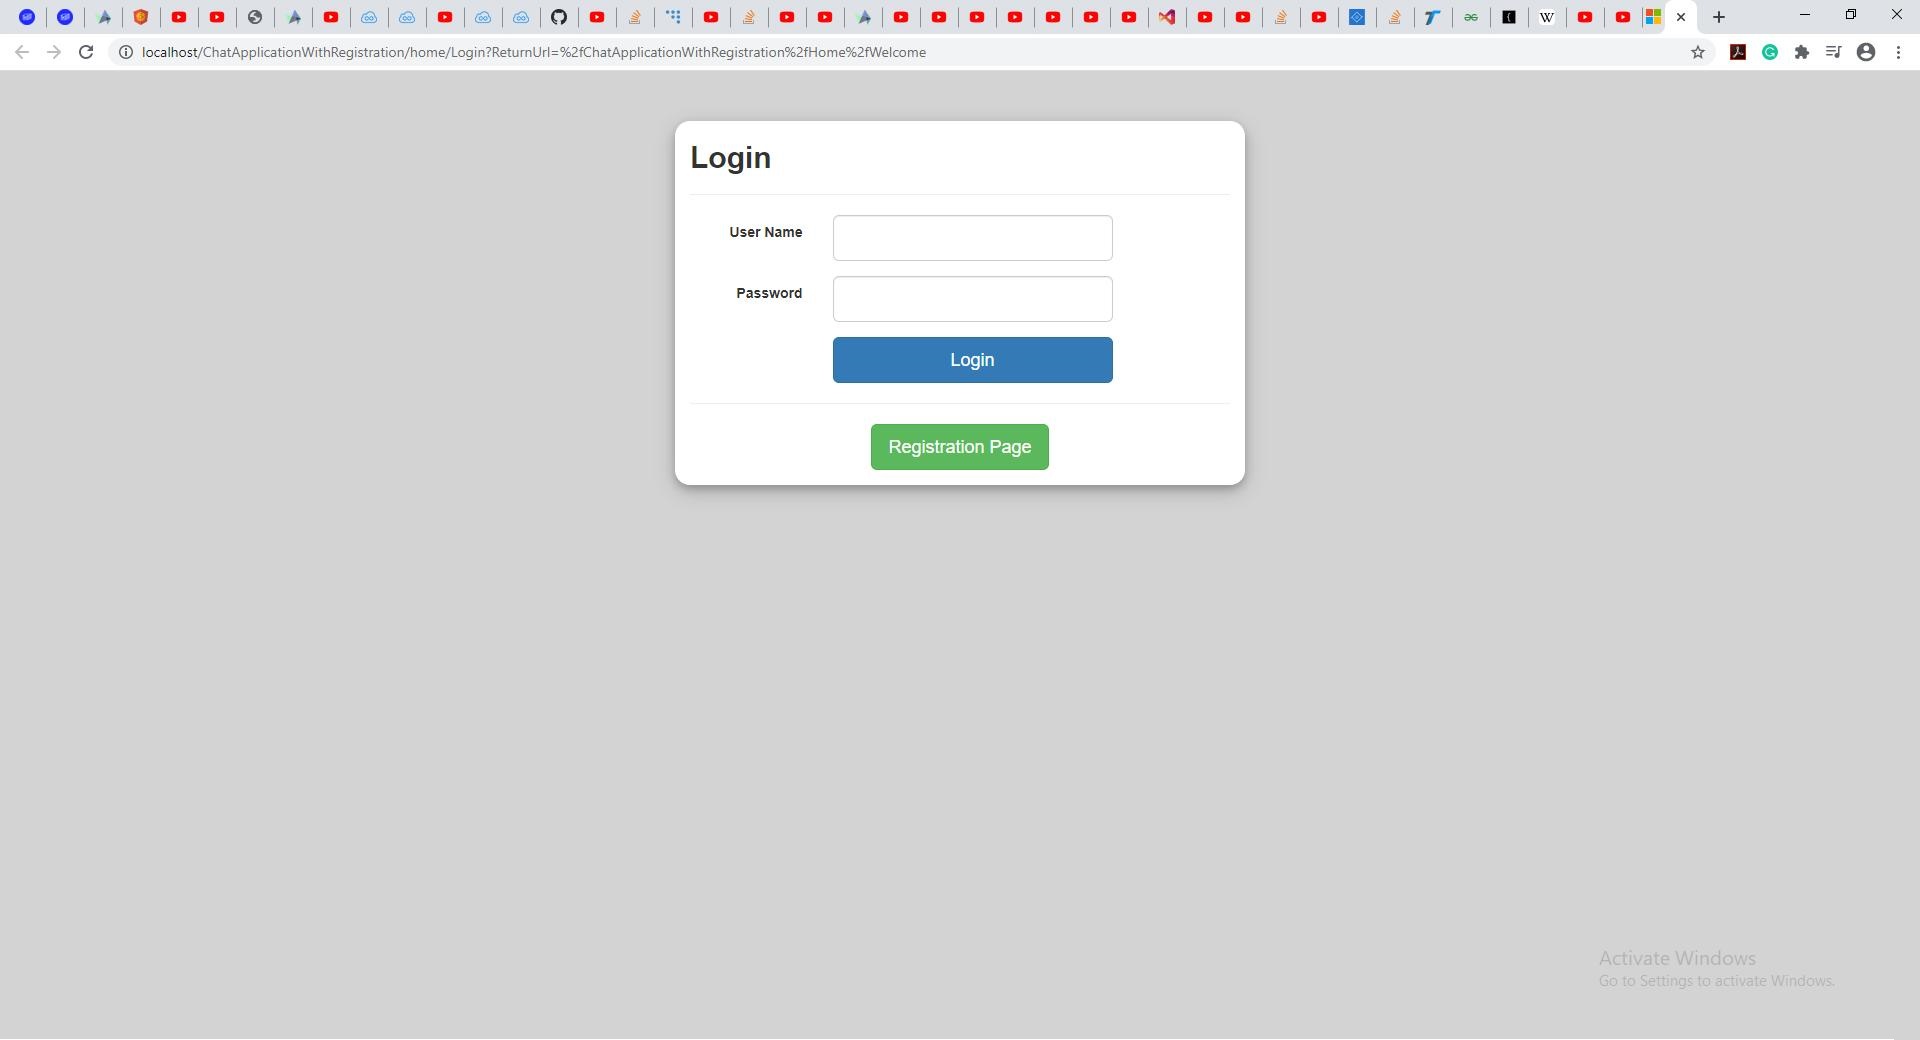 localhost/ChatApplicationWithRegistration/home/Login?ReturnUrl=%2fChatApplicationWithRegistration%2fHome%2fWelcome
Login
User Name
Password
Login
Registration Page
Activate Windows
Go to Settings to activate Windows.